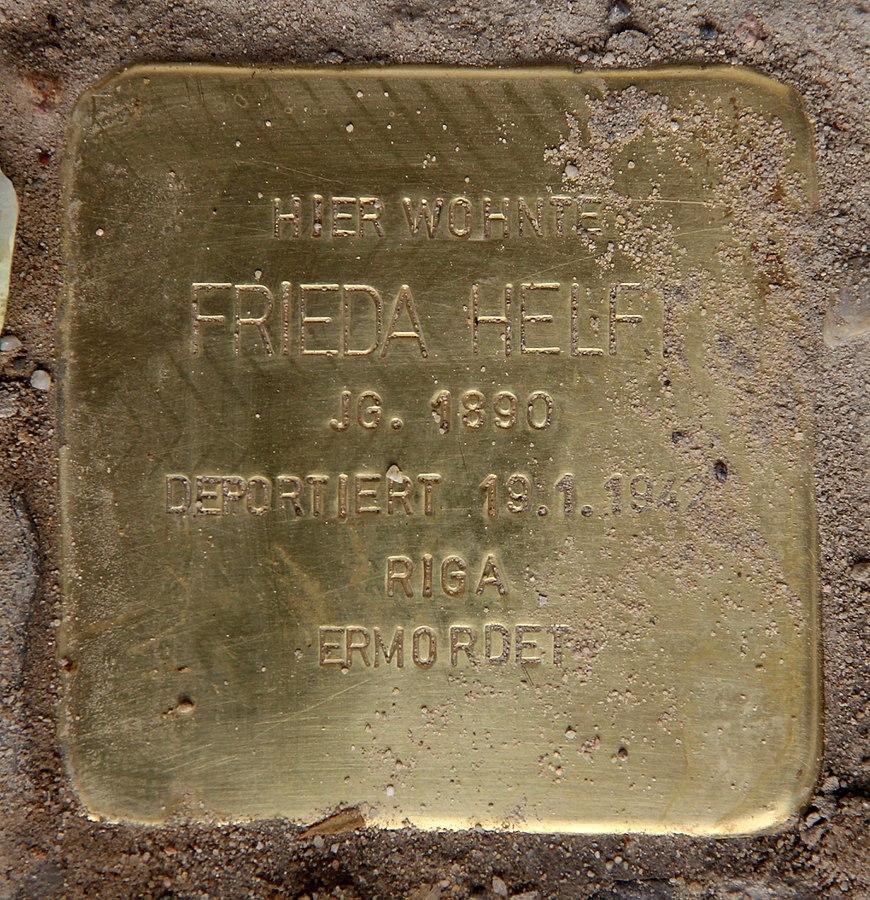 HIER WOHNTE
FRIEDA HELFT
JG. 1890
DEPORTIERT 19.1.1942
RIGA
ERMORDET